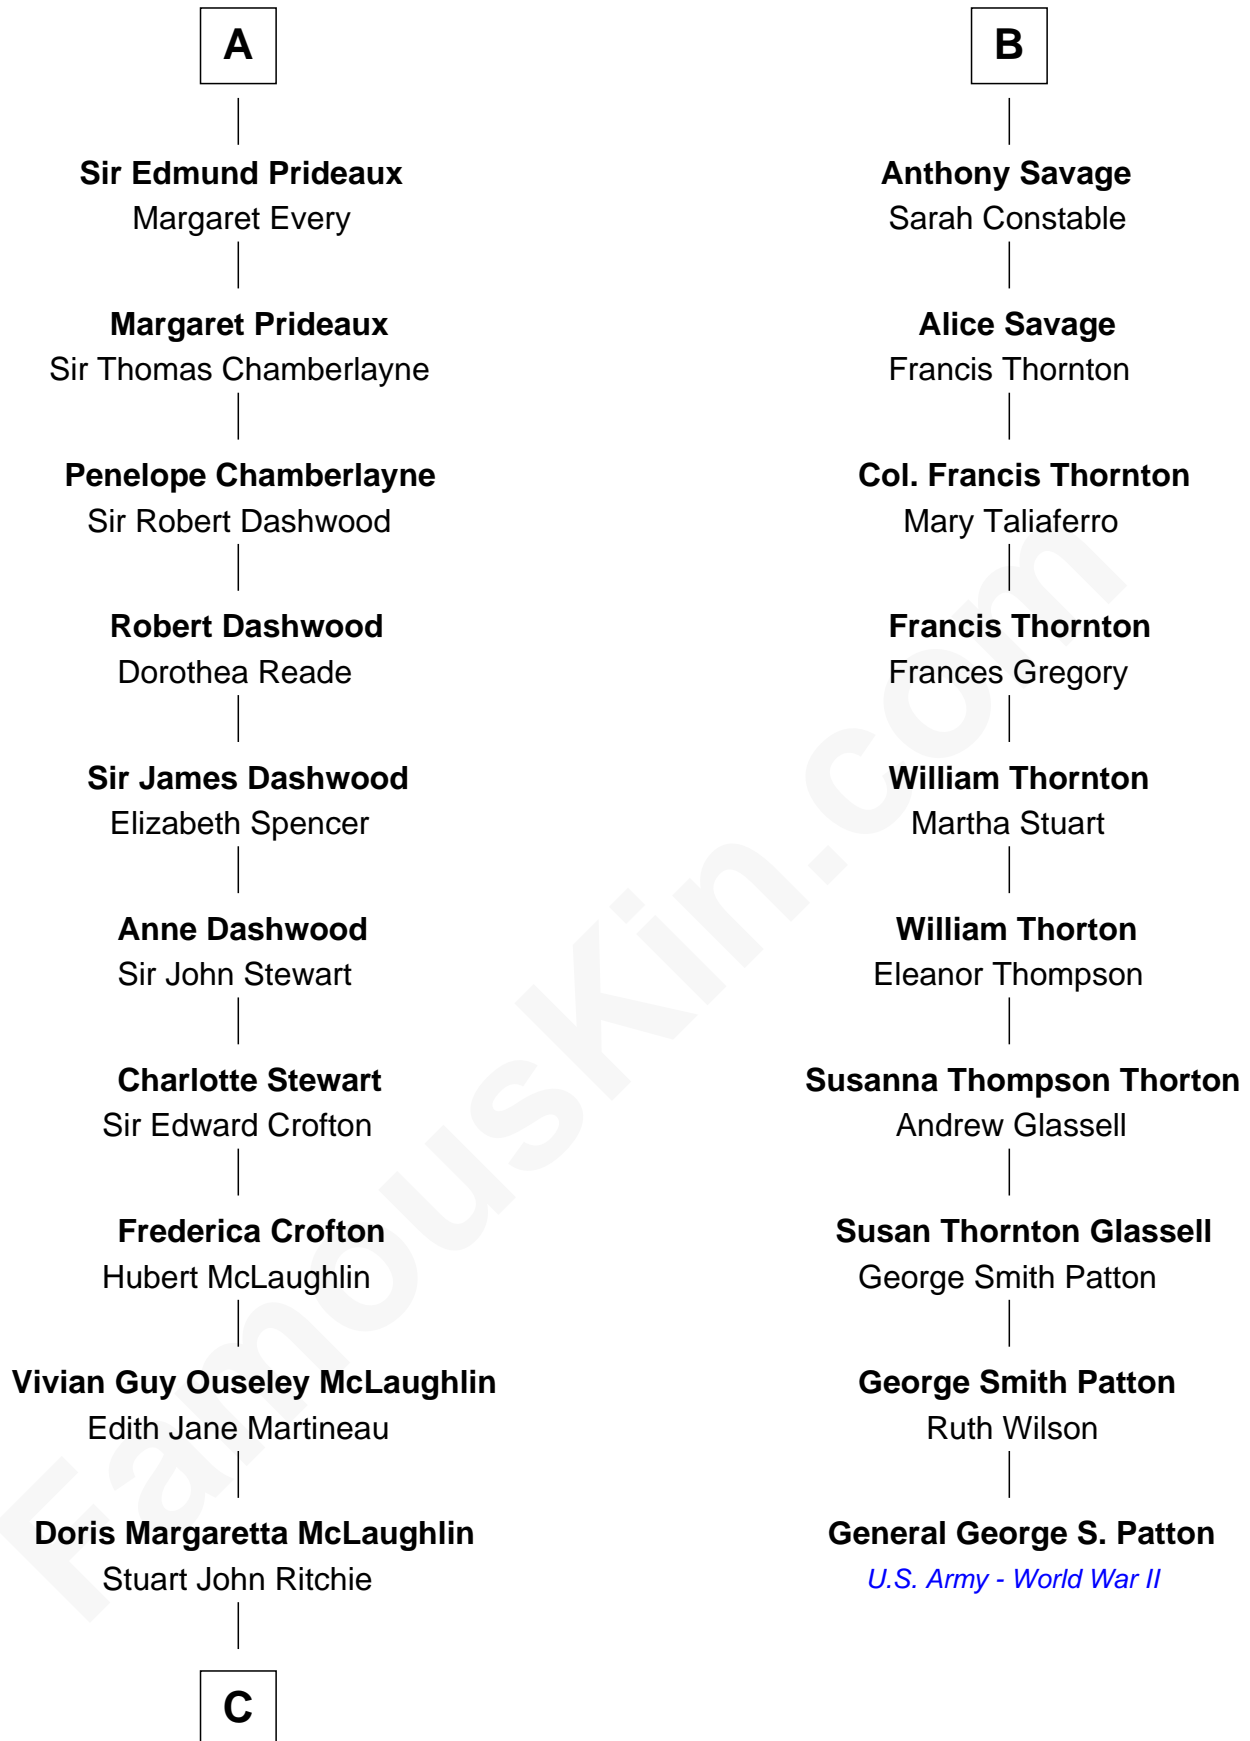 A
Sir Edmund Prideaux
Margaret Every
Margaret Prideaux
Sir Thomas Chamberlayne
Penelope Chamberlayne
Sir Robert Dashwood
Robert Dashwood
Dorothea Reade
Sir James Dashwood
Elizabeth Spencer
Anne Dashwood
Sir John Stewart
Charlotte Stewart
Sir Edward Crofton
Frederica Crofton
Hubert McLaughlin
Vivian Guy Ouseley McLaughlin
Edith Jane Martineau
Doris Margaretta McLaughlin
Stuart John Ritchie
C
B
Anthony Savage
Sarah Constable
Alice Savage
Francis Thornton
Col. Francis Thornton
Mary Taliaferro
Francis Thornton
Frances Gregory
William Thornton
Martha Stuart
William Thorton
Eleanor Thompson
Susanna Thompson Thorton
Andrew Glassell
Susan Thornton Glassell
George Smith Patton
George Smith Patton
Ruth Wilson
General George S. Patton
U.S. Army - World War II
FamousKin.com